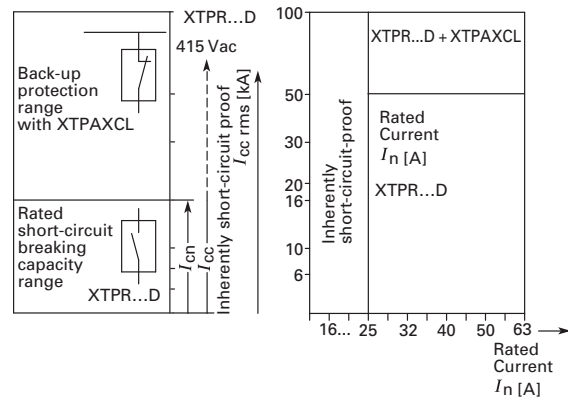 XTPR...D
415 Vac
Back-up
protection
range
with XTPAXCL
Rated
short-circuit
breaking
capacity
range
XTPR...D
Icn
Icc
Inherently short-circuit proof
Icc rms [kA]
100
50
30
20
16
10
6
Inherently
short-circuit-proof
XTPR...D + XTPAXCL
Rated
Current
In [A]
XTPR...D
16... 25 32 40 50 63
Rated
Current
In [A]